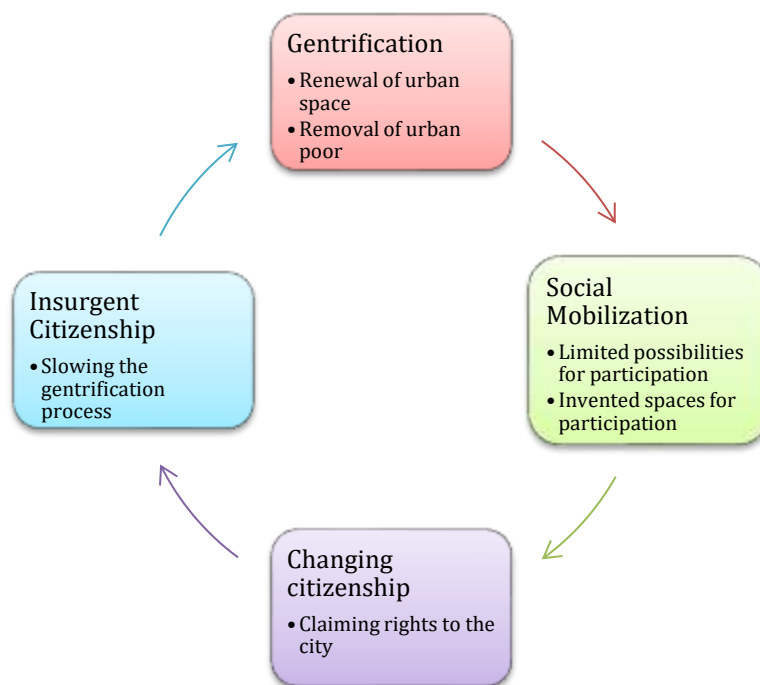 Gentrification
• Renewal of urban
space
• Removal of urban
poor
Social
Mobilization
• Limited possibilities
for participation
• Invented spaces for
participation
Changing
citizenship
• Claiming rights to the
city
Insurgent
Citizenship
• Slowing the
gentrification
process